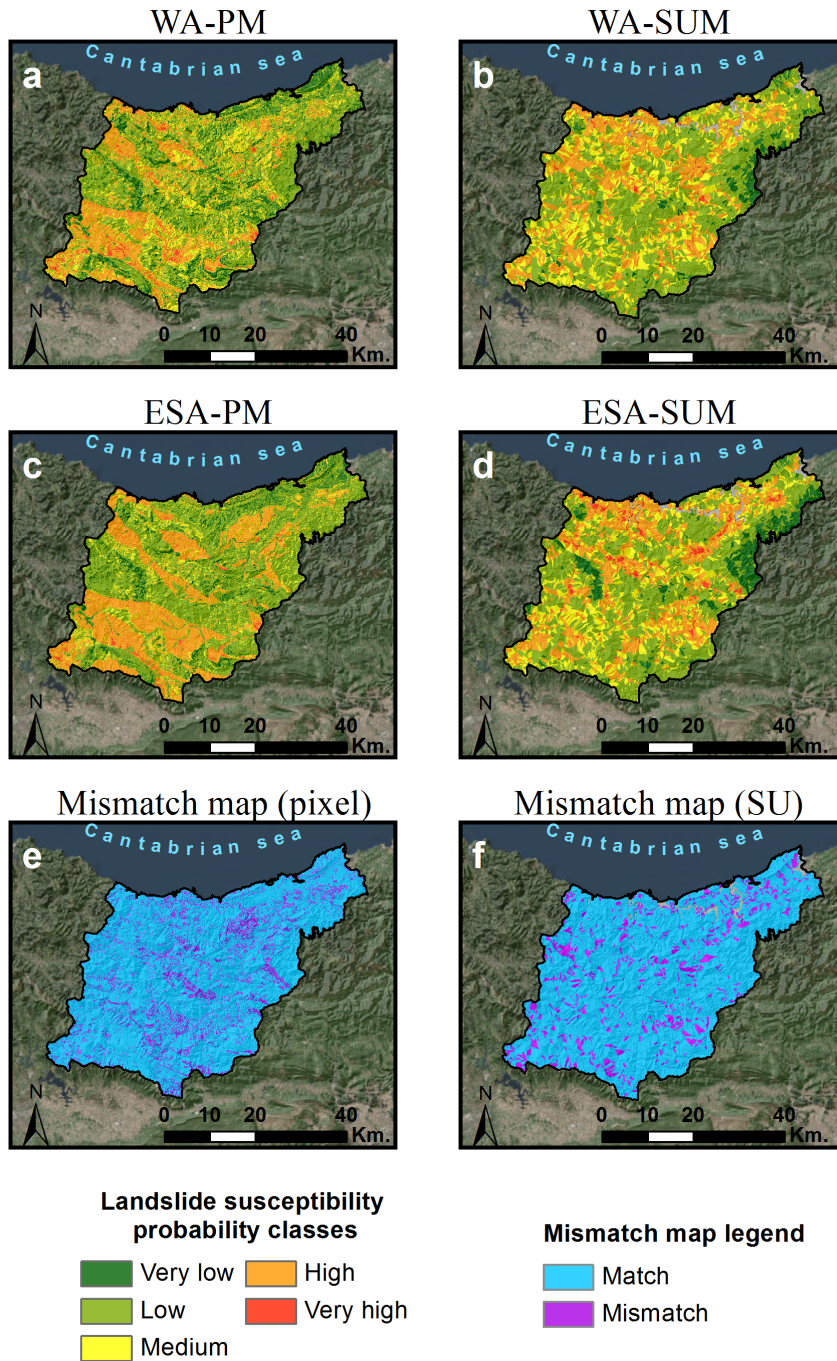 WA-PM
WA-SUM
a
Cantabrian sea
N
0 10 20 40
Km.
b
Cantabrian sea
N
0 10 20 40
Km.
ESA-PM
ESA-SUM
c
Cantabrian sea
N
0 10 20 40
Km.
d
Cantabrian sea
N
0 10 20 40
Km.
Mismatch map (pixel)
Mismatch map (SU)
e
Cantabrian sea
N
0 10 20 40
Km.
f
Cantabrian sea
N
0 10 20 40
Km.
Landslide susceptibility
probability classes
Very low
High
Low
Very high
Medium
Mismatch map legend
Match
Mismatch